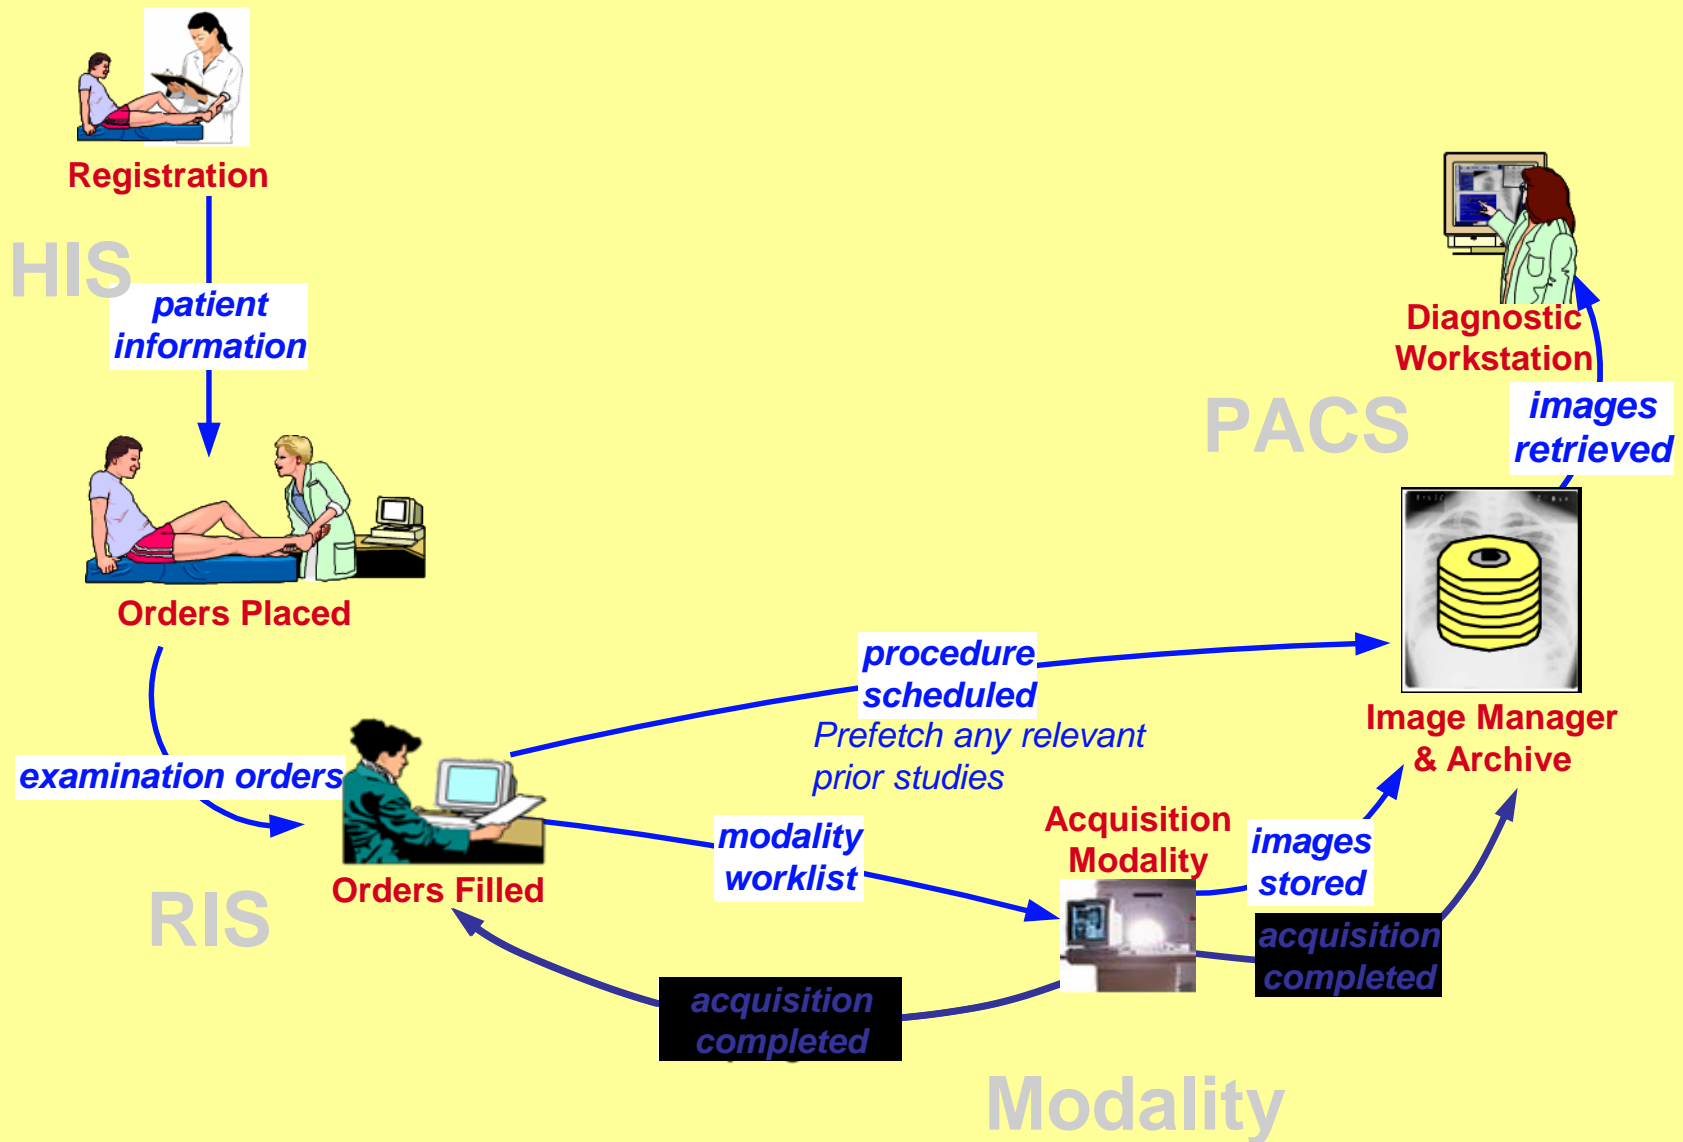 Registration
HIS
patient
information
Orders Placed
examination orders
Orders Filled
RIS
procedure
scheduled
Prefetch any relevant
prior studies
modality
worklist
acquisition
completed
Acquisition
Modality
images
stored
acquisition
completed
Modality
Image Manager
& Archive
PACS
images
retrieved
Diagnostic
Workstation